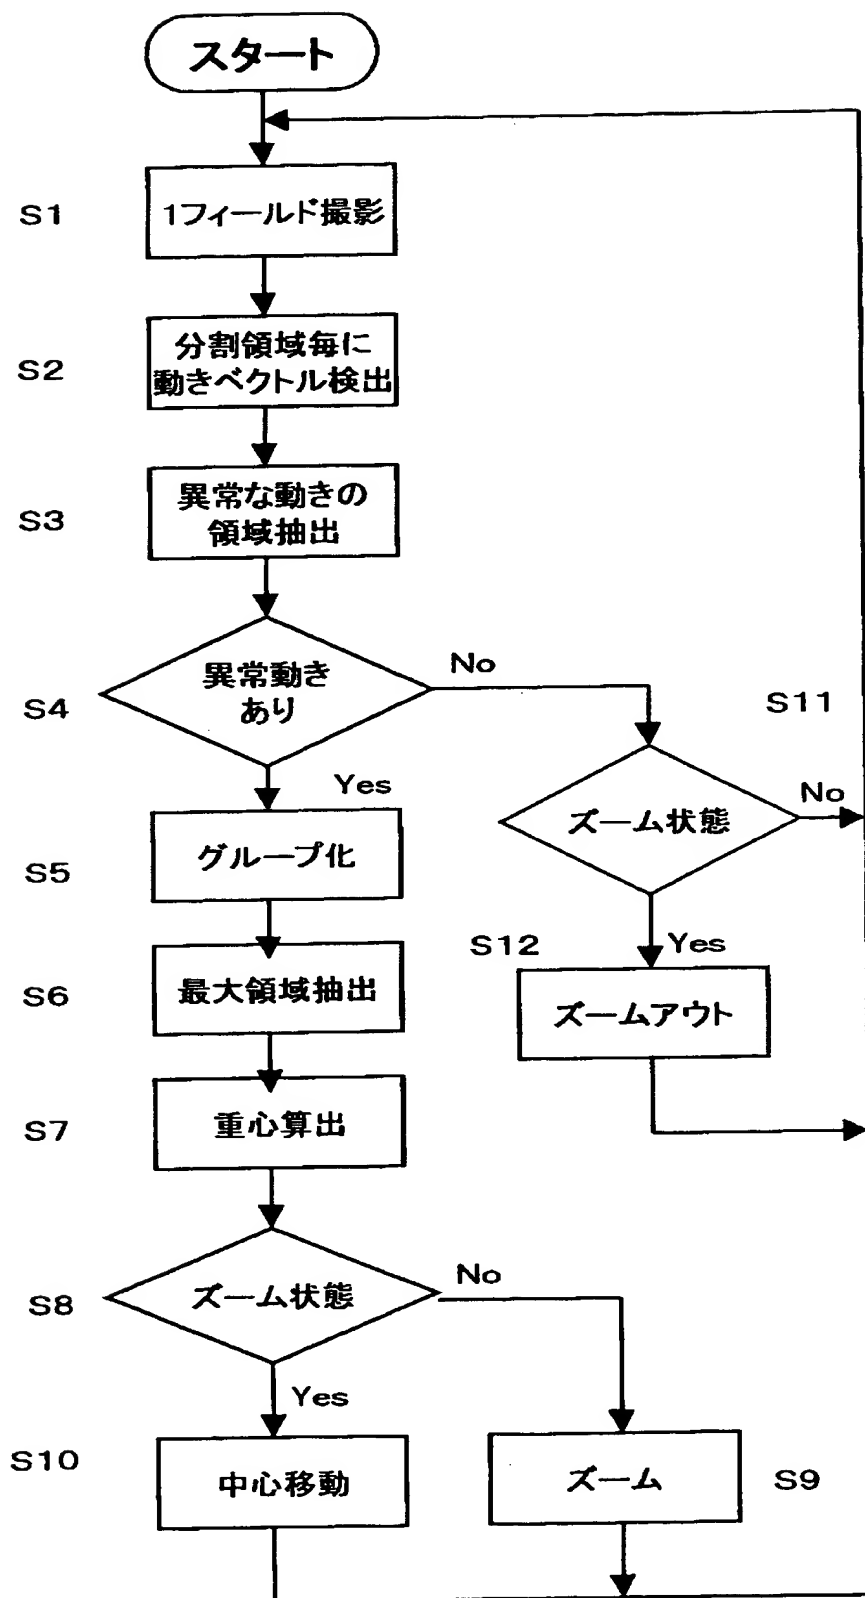 スタート
S1
1フィールド撮影
S2
分割領域毎に
動きベクトル検出
S3
異常な動きの
領域抽出
S4
異常動き
あり
No
Yes
S11
ズーム状態
No
S5
グループ化
S12
Yes
S6
最大領域抽出
ズームアウト
S7
重心算出
S8
ズーム状態
No
Yes
S10
中心移動
ズーム
S9